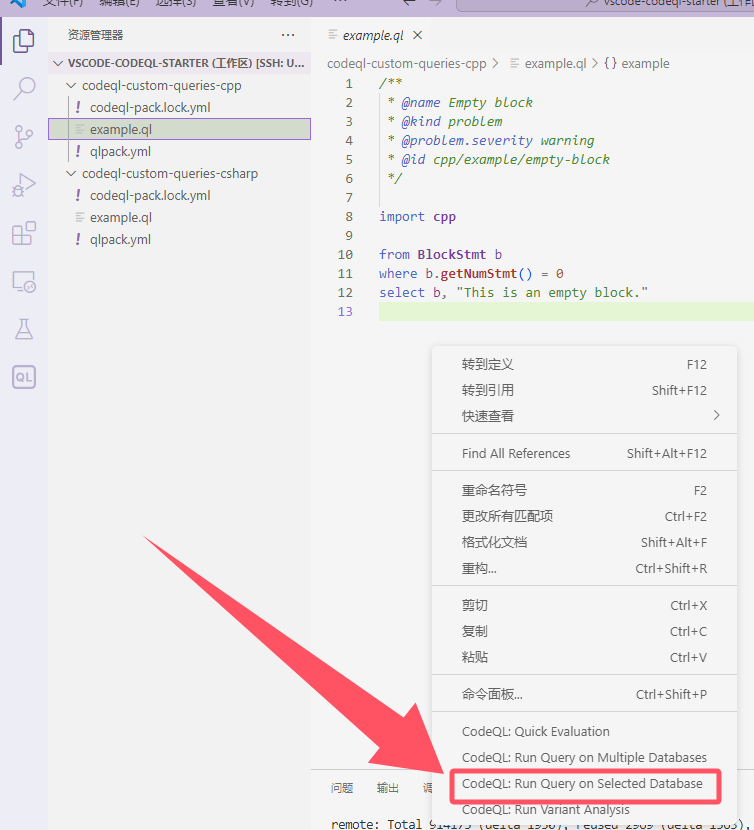 文件(F) 编辑(E) 选择(S) 查看(V) 转到(G) ···
vscode-codeql-starter [工作区]
资源管理器
···
VSCODE-CODEQL-STARTER (工作区) [SSH: U...
codeql-custom-queries-cpp
! codeql-pack.lock.yml
example.ql
! qlpack.yml
codeql-custom-queries-csharp
! codeql-pack.lock.yml
example.ql
! qlpack.yml
QL
example.ql ×
codeql-custom-queries-cpp > example.ql > {} example
1 /**
2 * @name Empty block
3 * @kind problem
4 * @problem.severity warning
5 * @id cpp/example/empty-block
6 */
7
8 import cpp
9
10 from BlockStmt b
11 where b.getNumStmt() = 0
12 select b, "This is an empty block."
13
转到定义 F12
转到引用 Shift+F12
快速查看 >
Find All References Shift+Alt+F12
重命名符号 F2
更改所有匹配项 Ctrl+F2
格式化文档 Shift+Alt+F
重构... Ctrl+Shift+R
剪切 Ctrl+X
复制 Ctrl+C
粘贴 Ctrl+V
命令面板... Ctrl+Shift+P
CodeQL: Quick Evaluation
CodeQL: Run Query on Multiple Databases
CodeQL: Run Query on Selected Database
CodeQL: Run Variant Analysis
问题 输出 调
remote: Total 914175 (delta 1950), reused 2969 (delta 1563),